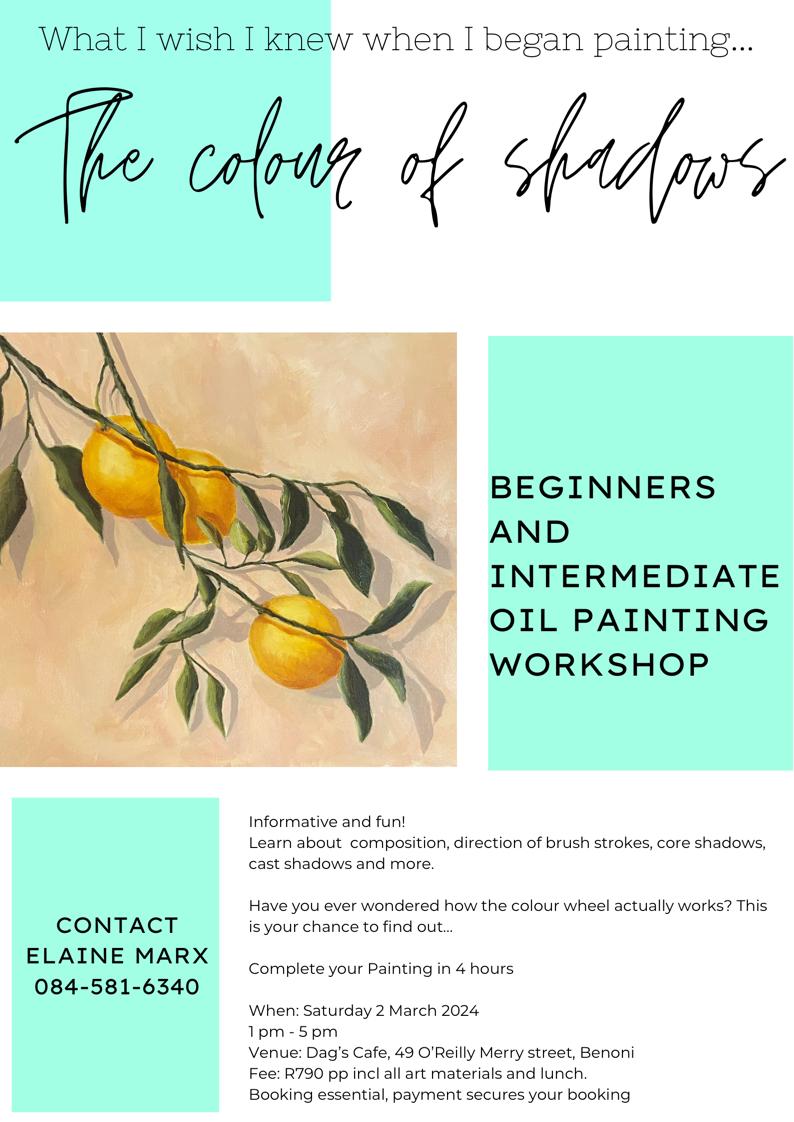 What I wish I knew when I began painting...
The colour of shadows
BEGINNERS
AND
INTERMEDIATE
OIL PAINTING
WORKSHOP
CONTACT
ELAINE MARX
084-581-6340
Informative and fun!
Learn about  composition, direction of brush strokes, core shadows,
cast shadows and more.
Have you ever wondered how the colour wheel actually works? This
is your chance to find out...
Complete your Painting in 4 hours
When: Saturday 2 March 2024
1 pm - 5 pm
Venue: Dag's Cafe, 49 O'Reilly Merry street, Benoni
Fee: R790 pp incl all art materials and lunch.
Booking essential, payment secures your booking